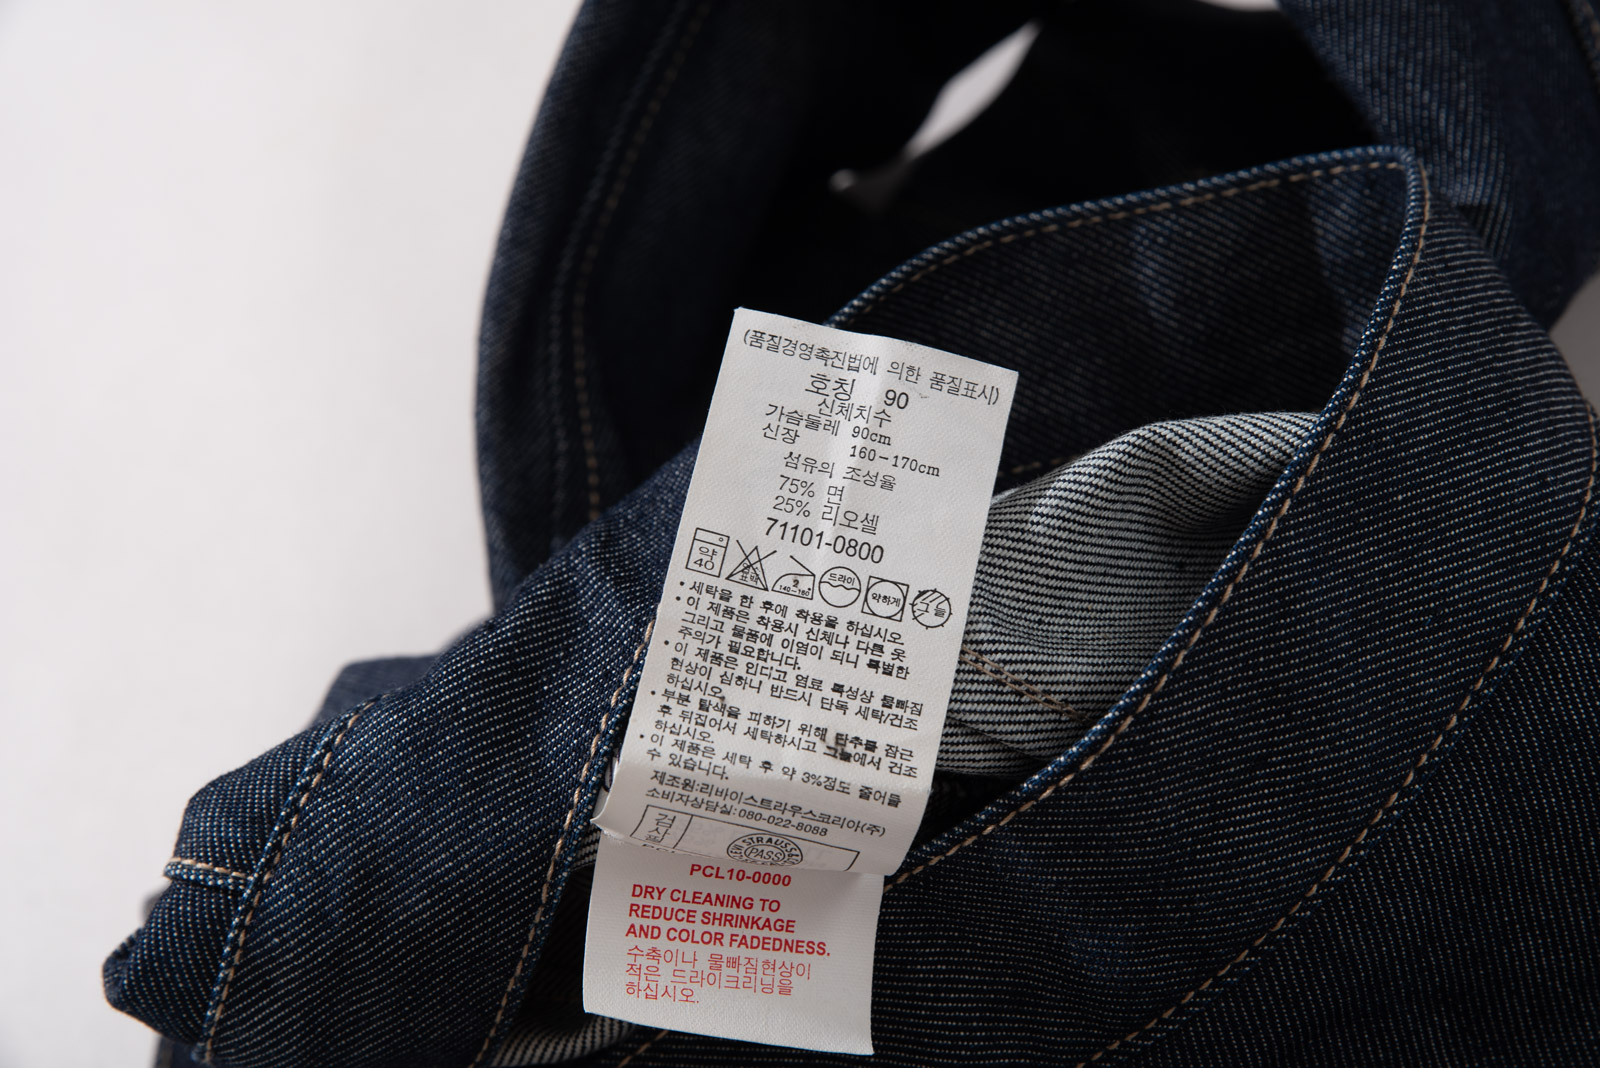 (품질경영촉진법에 의한 품질표시)
호칭 90
신체치수
가슴둘레 90cm
신장 160-170cm
섬유의 조성율
75% 면
25% 리오셀
71101-0800
약 40
염소 표백
2 140~160°
드라이
약하게
그늘
• 세탁을 한 후에 착용을 하십시오
• 이 제품은 착용시 신체나 다른 옷
그리고 물품에 이염이 되니 특별한
주의가 필요합니다.
• 이 제품은 인디고 염료 특성상 물빠짐
현상이 심하니 반드시 단독 세탁/건조
하십시오.
• 부분 탈색을 피하기 위해 단추를 잠근
후 뒤집어서 세탁하시고 그늘에서 건조
하십시오.
• 이 제품은 세탁 후 약 3%정도 줄어들
수 있습니다.
제조원:리바이스트라우스코리아(주)
소비자상담실:080-022-8088
검사
STRAUSS
PASS
PCL10-0000
DRY CLEANING TO
REDUCE SHRINKAGE
AND COLOR FADEDNESS.
수축이나 물빠짐현상이
적은 드라이크리닝을
하십시오.